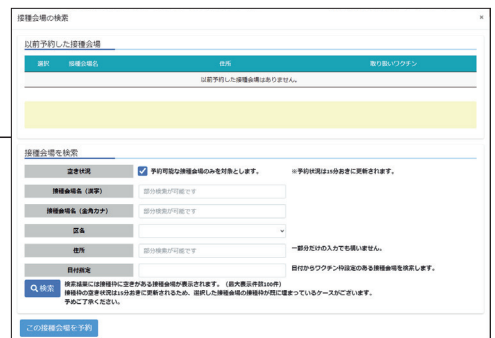 接種会場の検索
×
以前予約した接種会場
選択 接種会場名 住所 取り扱いワクチン
以前予約した接種会場はありません。
接種会場を検索
空き状況 予約可能な接種会場のみを対象とします。 ※予約状況は15分おきに更新されます。
接種会場名（漢字） 部分検索が可能です
接種会場名（全角カナ） 部分検索が可能です
区名
住所 部分検索が可能です 一部分だけの入力でも構いません。
日付指定 日付からワクチン枠設定のある接種会場を検索します。
検索 検索結果には接種枠に空きがある接種会場が表示されます。（最大表示件数100件）
接種枠の空き状況は15分おきに更新されるため、選択した接種会場の接種枠が既に埋まっているケースがございます。
予めご了承ください。
この接種会場を予約